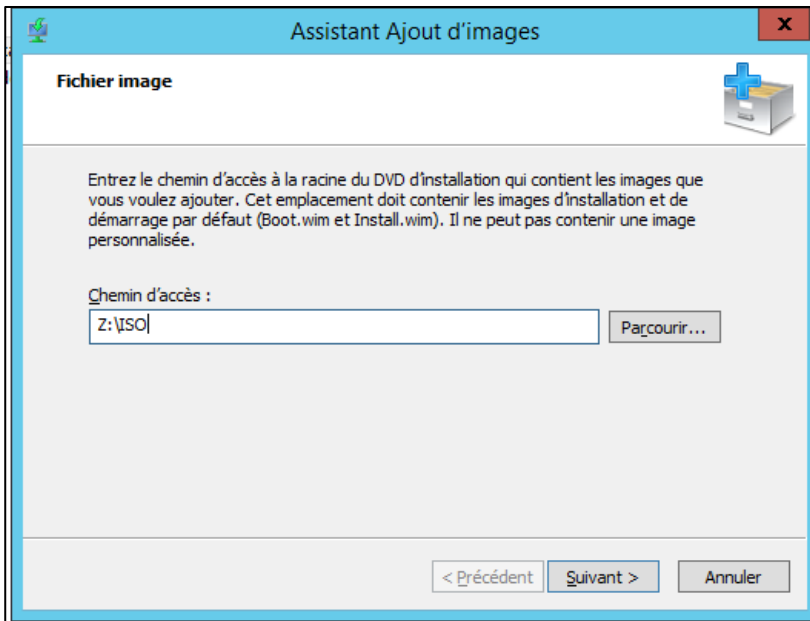 Assistant Ajout d'images
x
Fichier image
Entrez le chemin d'accès à la racine du DVD d'installation qui contient les images que
vous voulez ajouter. Cet emplacement doit contenir les images d'installation et de
démarrage par défaut (Boot.wim et Install.wim). Il ne peut pas contenir une image
personnalisée.
Chemin d'accès :
Z:\ISO
Parcourir...
< Précédent Suivant > Annuler